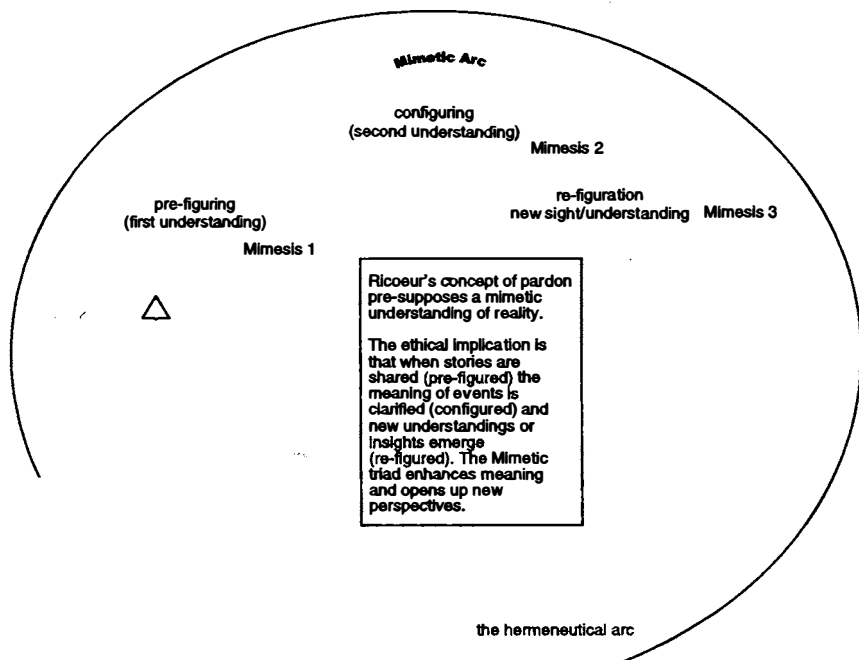 Mimetic Arc
configuring
(second understanding)
Mimesis 2
pre-figuring
(first understanding)
Mimesis 1
re-figuration
new sight/understanding
Mimesis 3
Ricoeur's concept of pardon
pre-supposes a mimetic
understanding of reality.
The ethical implication is
that when stories are
shared (pre-figured) the
meaning of events is
clarified (configured) and
new understandings or
insights emerge
(re-figured). The Mimetic
triad enhances meaning
and opens up new
perspectives.
the hermeneutical arc